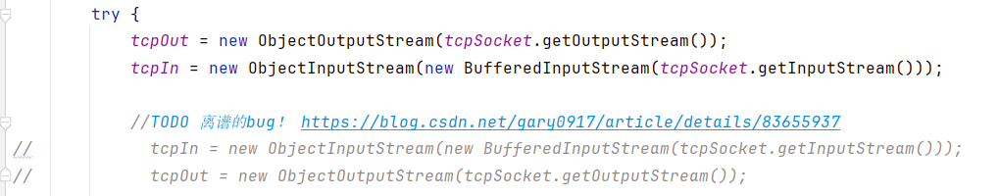 try {
tcpOut = new ObjectOutputStream(tcpSocket.getOutputStream());
tcpIn = new ObjectInputStream(new BufferedInputStream(tcpSocket.getInputStream()));
//TODO 离谱的bug! https://blog.csdn.net/gary0917/article/details/83655937
// tcpIn = new ObjectInputStream(new BufferedInputStream(tcpSocket.getInputStream()));
// tcpOut = new ObjectOutputStream(tcpSocket.getOutputStream());